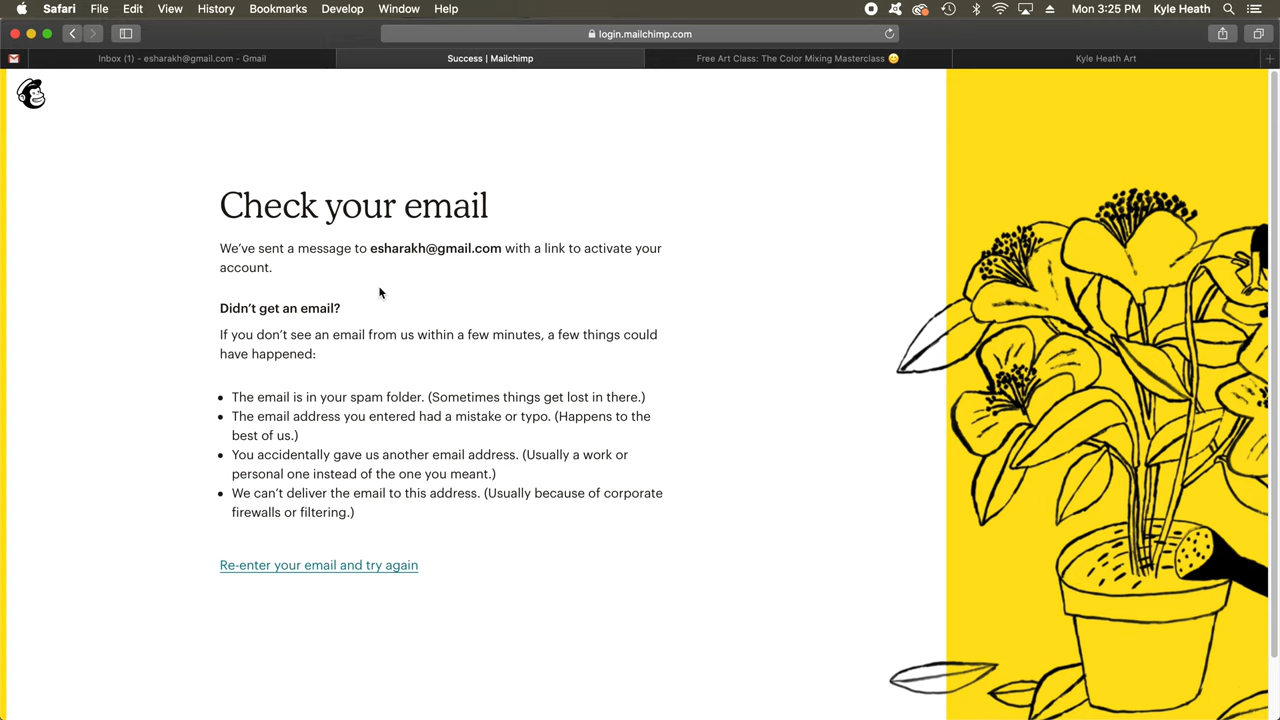 Safari File Edit View History Bookmarks Develop Window Help Mon 3:25 PM Kyle Heath
login.mailchimp.com
Inbox (1) - esharakh@gmail.com - Gmail Success | Mailchimp Free Art Class: The Color Mixing Masterclass 😊 Kyle Heath Art
Check your email
We've sent a message to esharakh@gmail.com with a link to activate your
account.
Didn't get an email?
If you don't see an email from us within a few minutes, a few things could
have happened:
• The email is in your spam folder. (Sometimes things get lost in there.)
• The email address you entered had a mistake or typo. (Happens to the
best of us.)
• You accidentally gave us another email address. (Usually a work or
personal one instead of the one you meant.)
• We can't deliver the email to this address. (Usually because of corporate
firewalls or filtering.)
Re-enter your email and try again